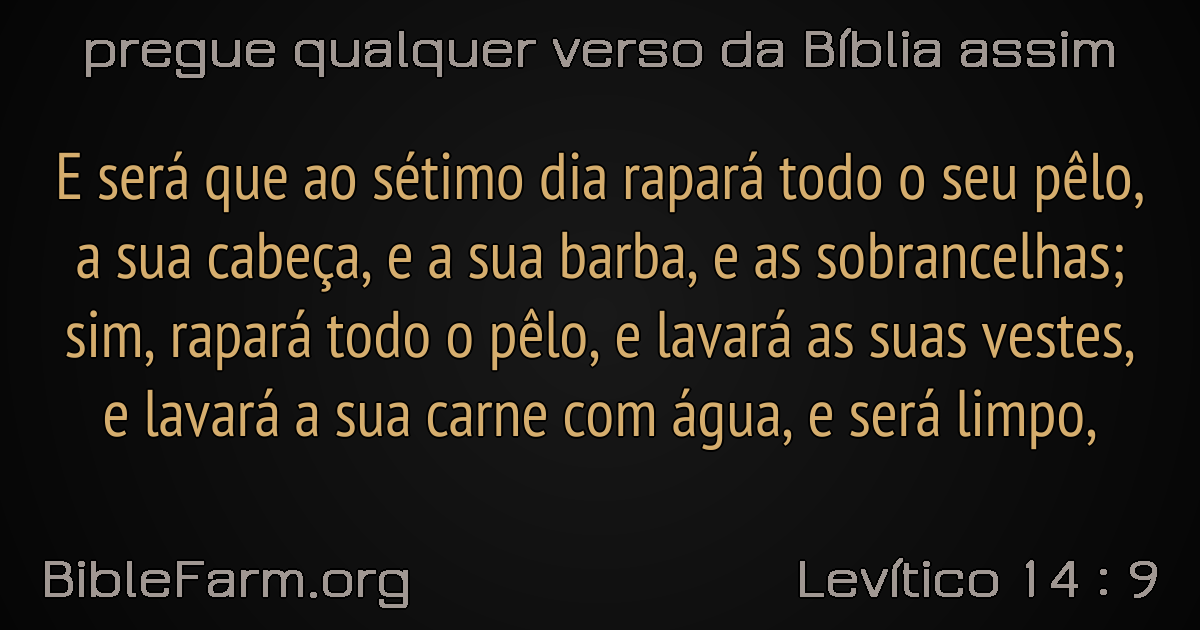 pregue qualquer verso da Bíblia assim
E será que ao sétimo dia rapará todo o seu pêlo,
a sua cabeça, e a sua barba, e as sobrancelhas;
sim, rapará todo o pêlo, e lavará as suas vestes,
e lavará a sua carne com água, e será limpo,
BibleFarm.org
Levítico 14 : 9